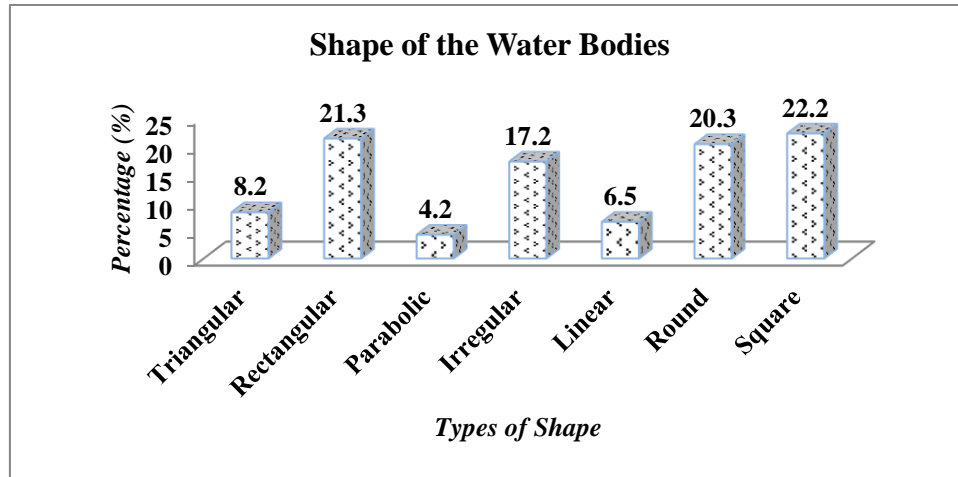 Shape of the Water Bodies
Percentage (%)
25
20
15
10
5
0
8.2
21.3
4.2
17.2
6.5
20.3
22.2
Triangular
Rectangular
Parabolic
Irregular
Linear
Round
Square
Types of Shape